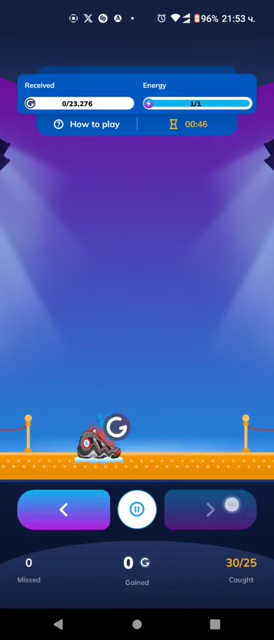 96% 21:53 ч.
Received
Energy
G 0/23,276
1/1
? How to play
00:46
G
0
0 G
30/25
Missed
Gained
Caught